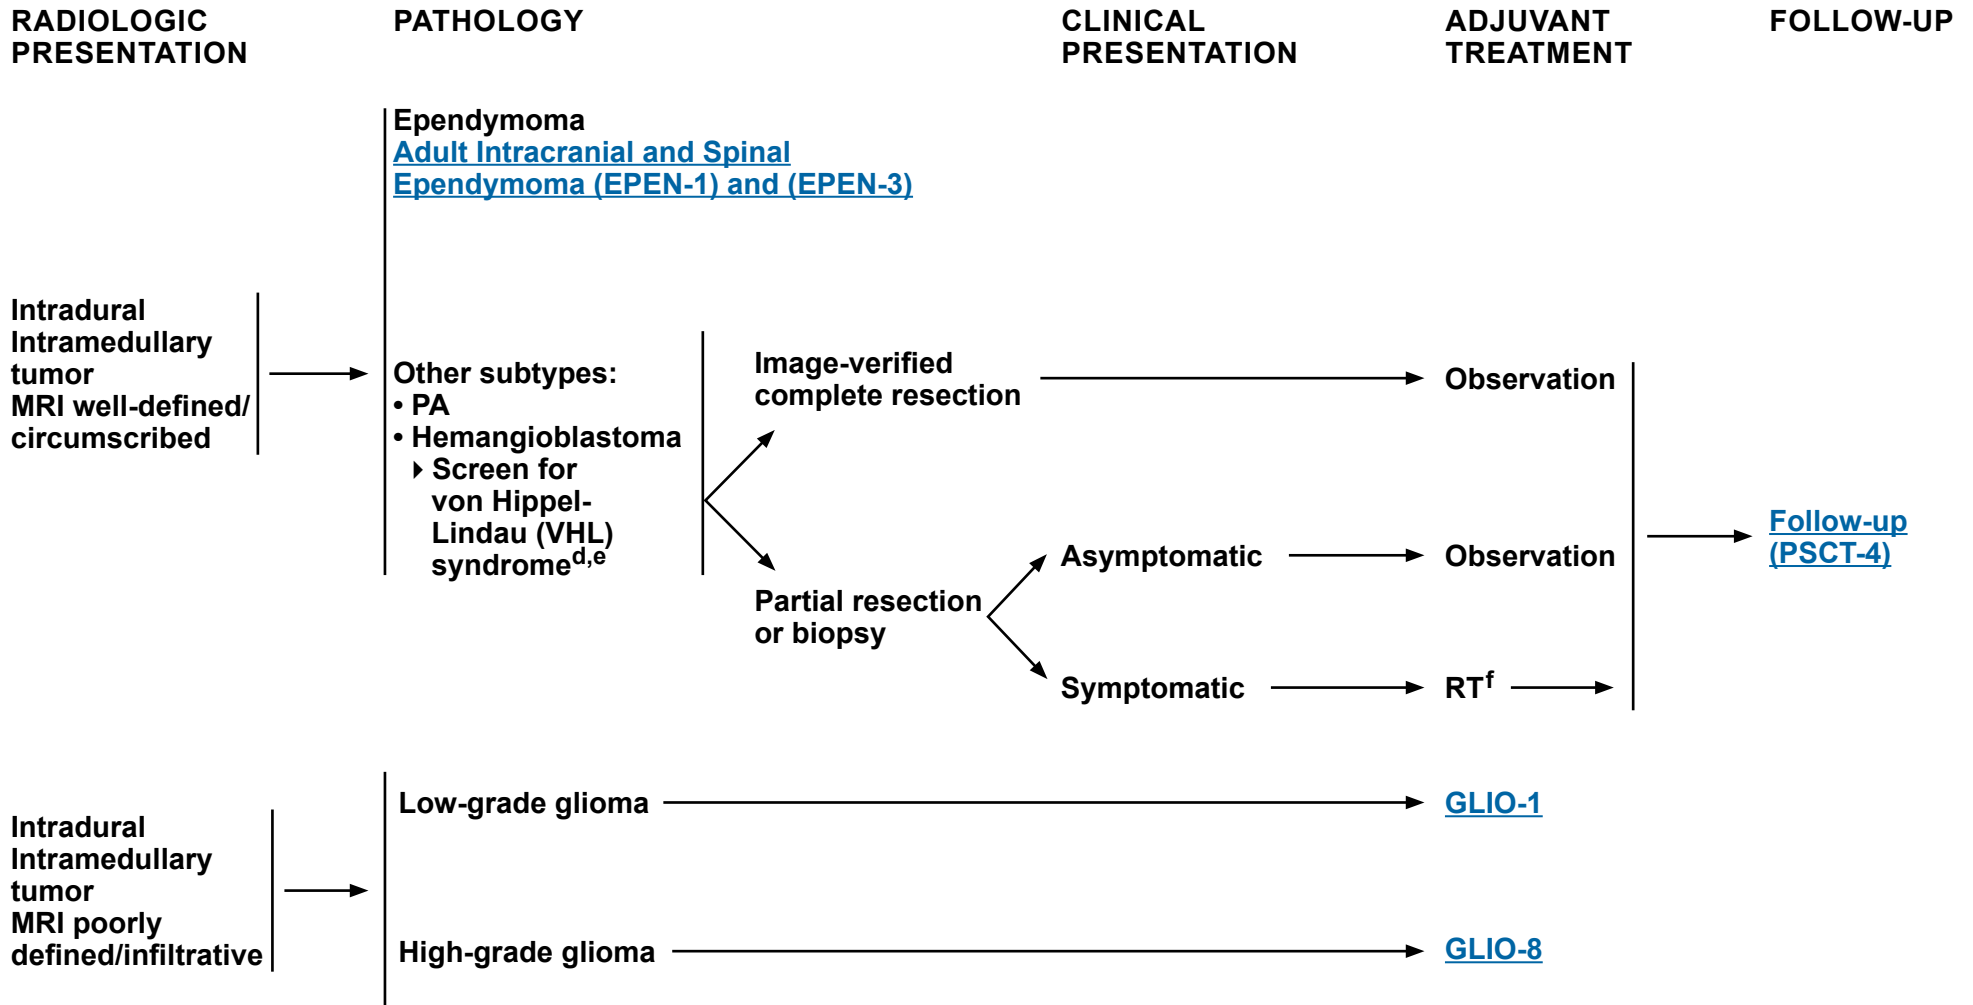 RADIOLOGIC
PRESENTATION
PATHOLOGY
CLINICAL
PRESENTATION
ADJUVANT
TREATMENT
FOLLOW-UP
Ependymoma
Adult Intracranial and Spinal
Ependymoma (EPEN-1) and (EPEN-3)
Intradural
Intramedullary
tumor
MRI well-defined/
circumscribed
Other subtypes:
• PA
• Hemangioblastoma
Screen for
von Hippel-
Lindau (VHL)
syndromed,e
Image-verified
complete resection
Observation
Partial resection
or biopsy
Asymptomatic
Observation
Symptomatic
RTf
Follow-up
(PSCT-4)
Intradural
Intramedullary
tumor
MRI poorly
defined/infiltrative
Low-grade glioma
GLIO-1
High-grade glioma
GLIO-8